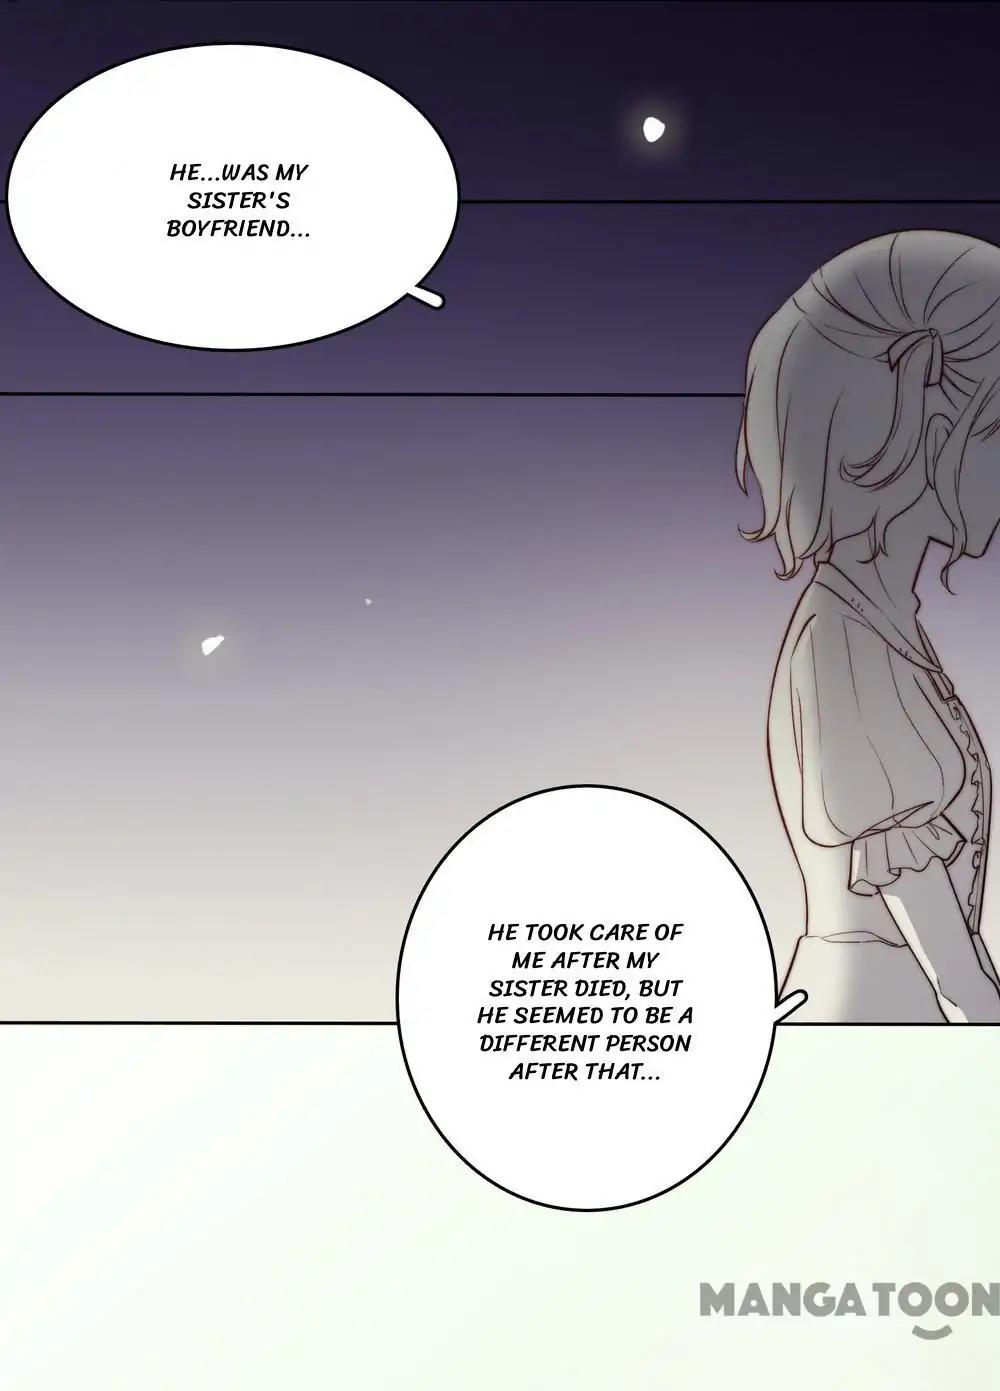 HE...WAS MY
SISTER'S
BOYFRIEND...
HE TOOK CARE OF
ME AFTER MY
SISTER DIED, BUT
HE SEEMED TO BE A
DIFFERENT PERSON
AFTER THAT...
MANGATOON